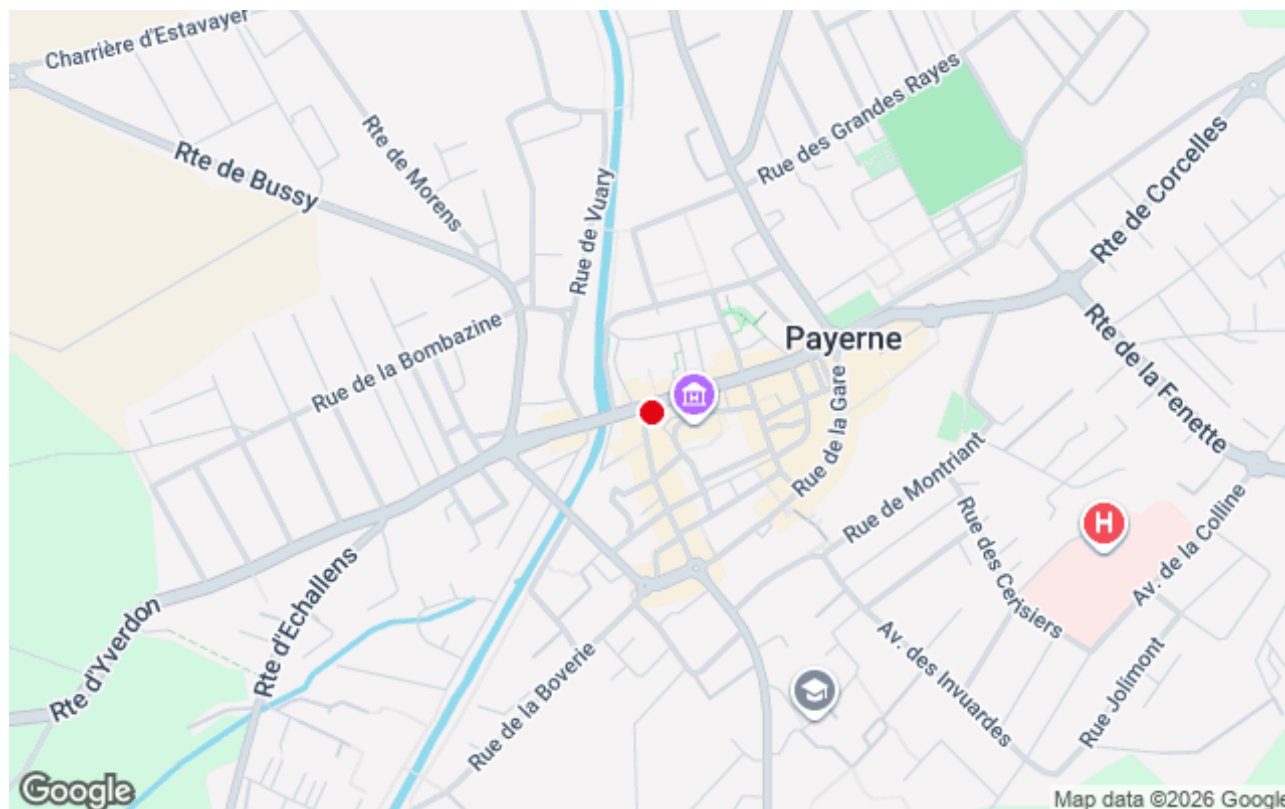 Charrière d'Estavayer
Rte de Morens
Rte de Bussy
Rue de Vuary
Rue des Grandes Rayes
Rte de Corcelles
Rue de la Bombazine
Payerne
Rte de la Fenette
H
Rue de la Gare
Rue de Montriant
H
Rue des Cerisiers
Av. de la Colline
Rte d'Yverdon
Rte d'Echallens
Rue de la Boverie
Av. des Invuardes
Rue Jolimont
Google
Map data ©2026 Google